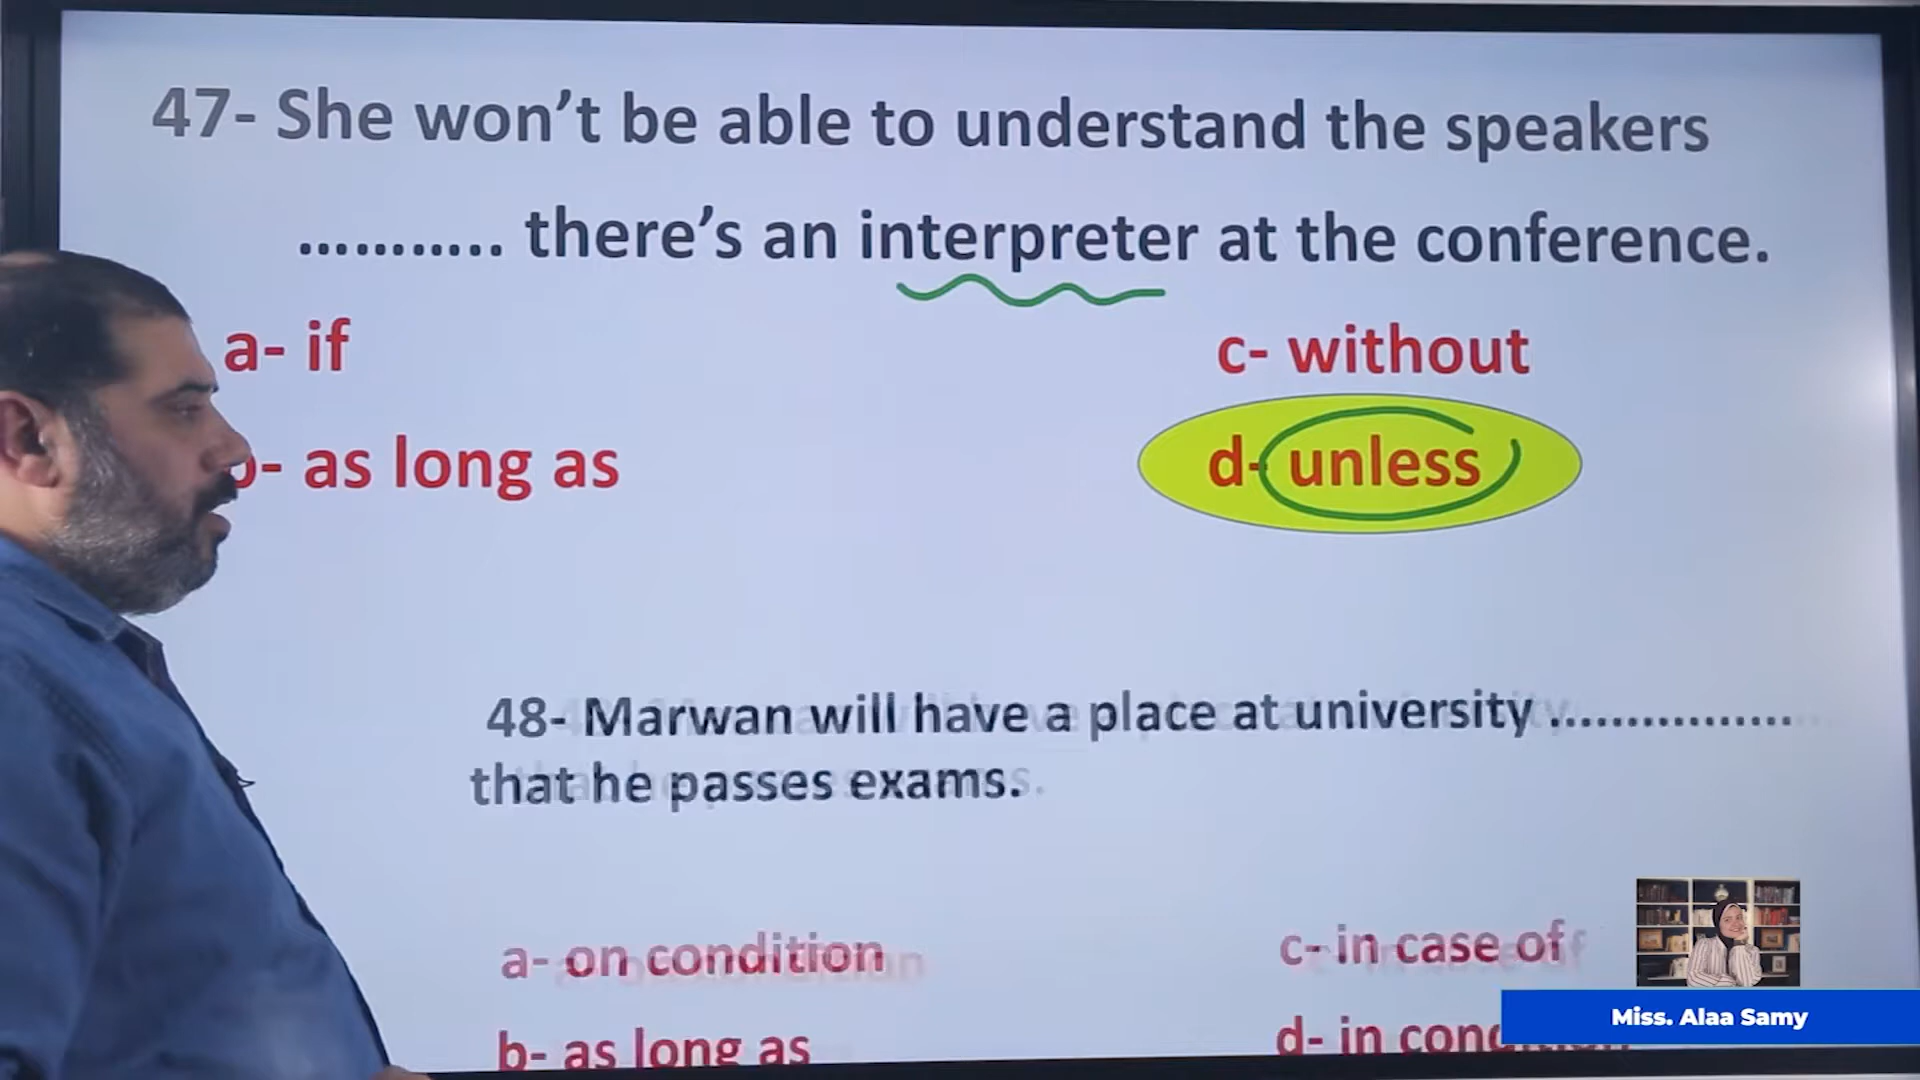 47- She won't be able to understand the speakers
........... there's an interpreter at the conference.
a- if
c- without
- as long as
d- unless
48- Marwan will have a place at university ................
that he passes exams.
a- on condition
c- in case of
b- as long as
d- in
Miss. Alaa Samy